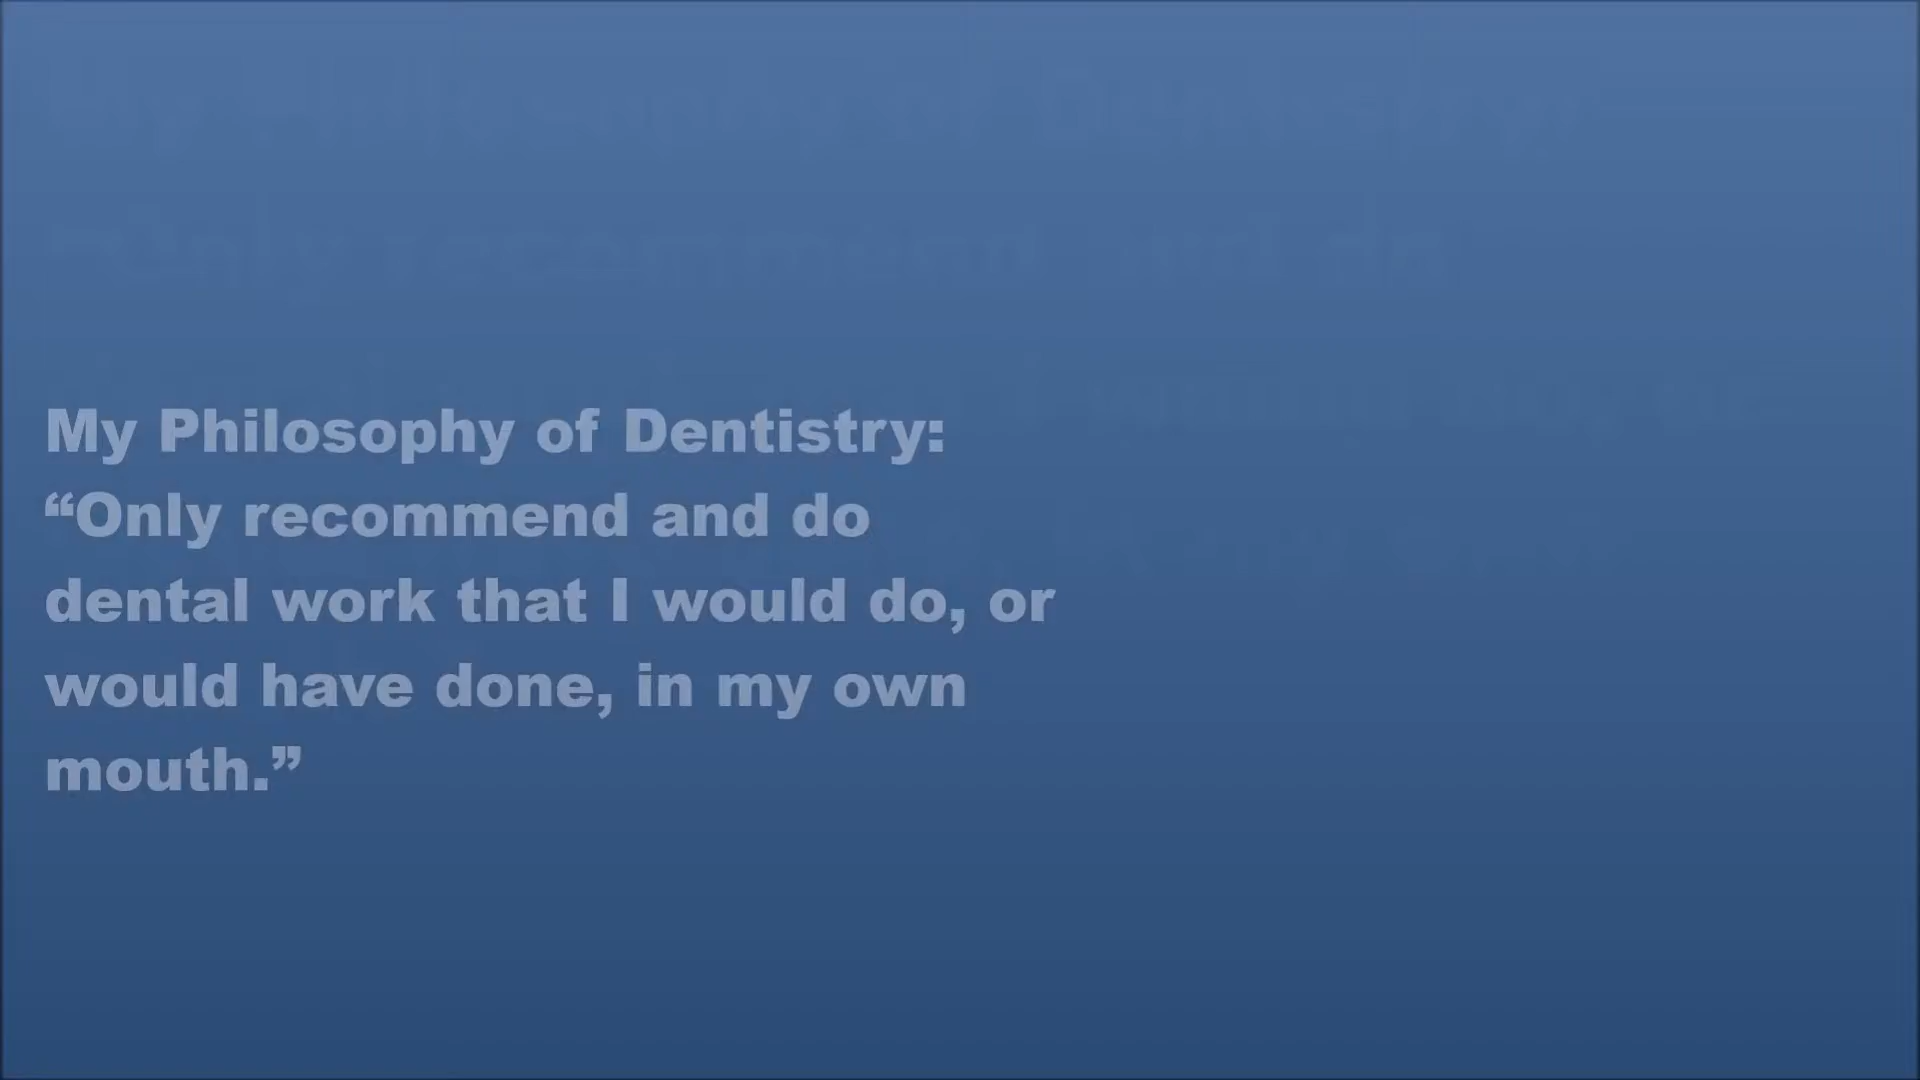 My Philosophy of Dentistry:
“Only recommend and do
dental work that I would do, or
would have done, in my own
mouth.”